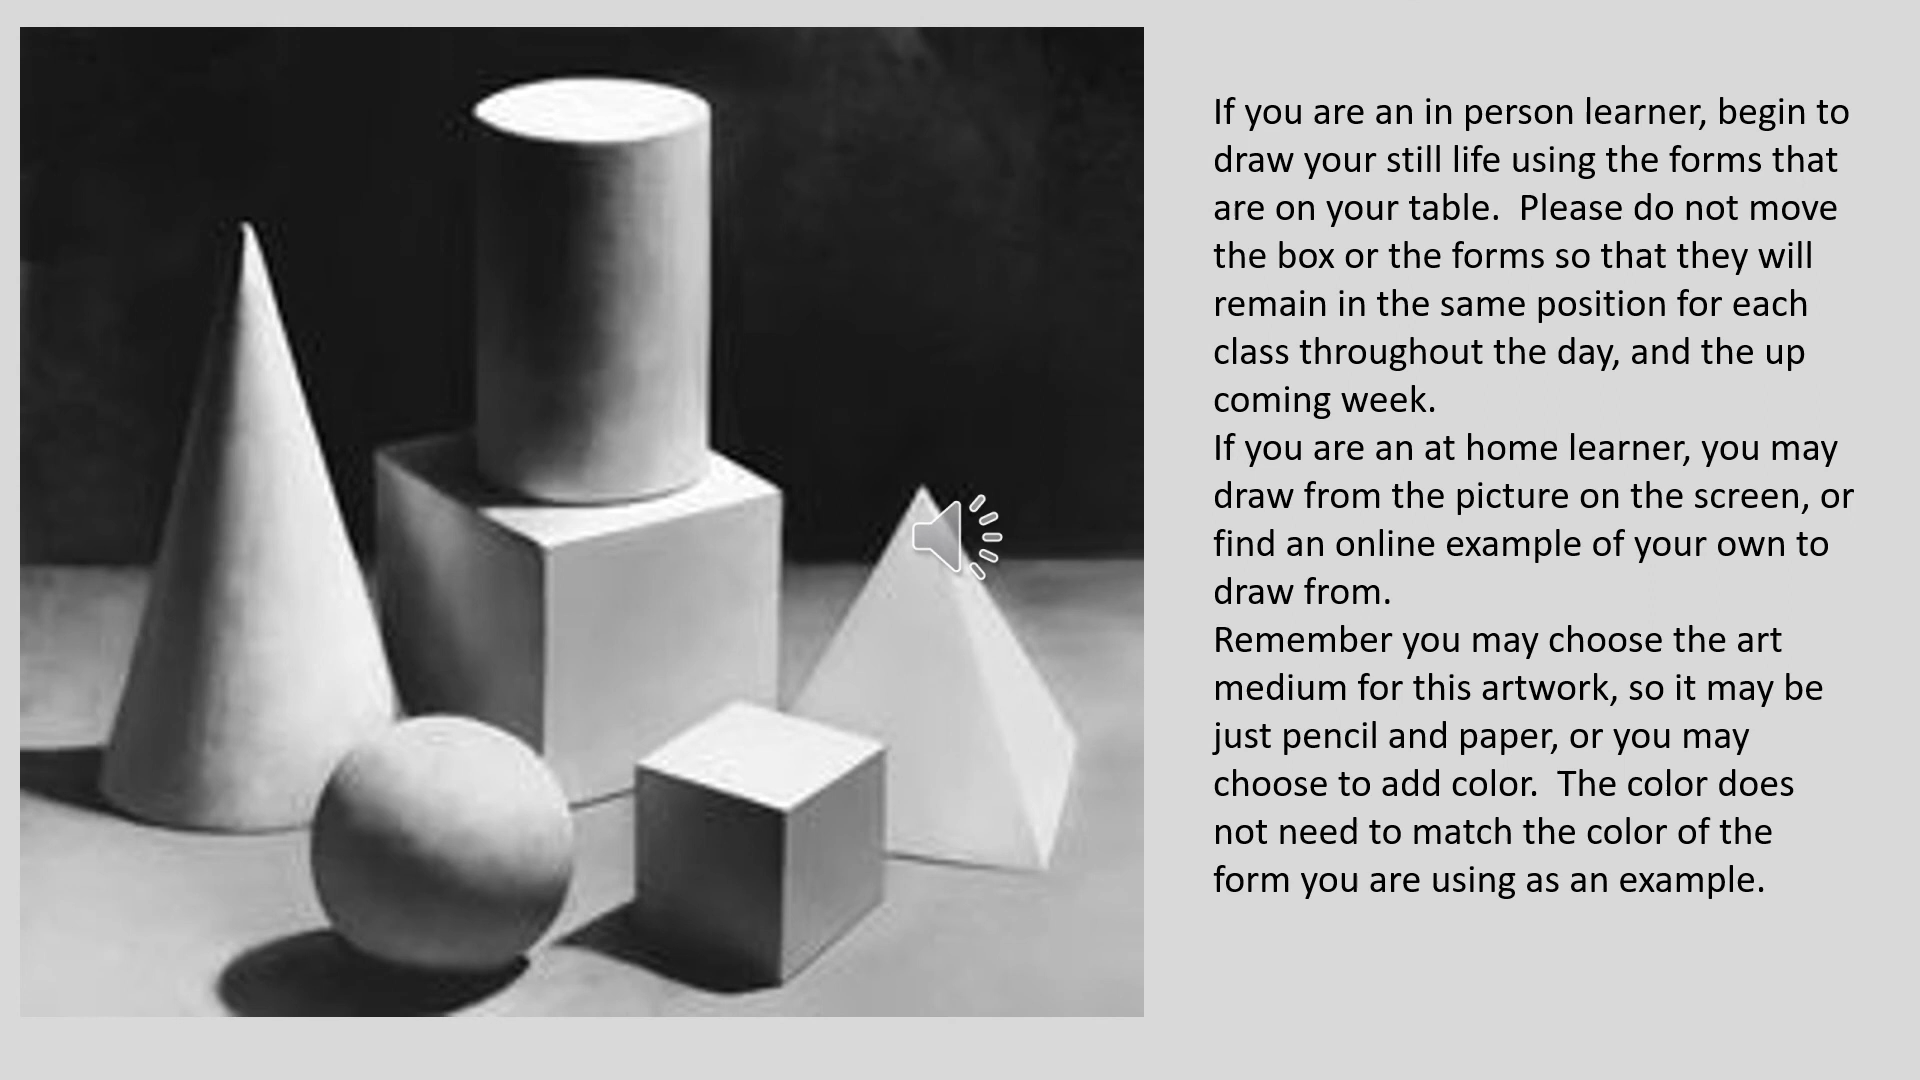 If you are an in person learner, begin to
draw your still life using the forms that
are on your table.  Please do not move
the box or the forms so that they will
remain in the same position for each
class throughout the day, and the up
coming week.
If you are an at home learner, you may
draw from the picture on the screen, or
find an online example of your own to
draw from.
Remember you may choose the art
medium for this artwork, so it may be
just pencil and paper, or you may
choose to add color.  The color does
not need to match the color of the
form you are using as an example.